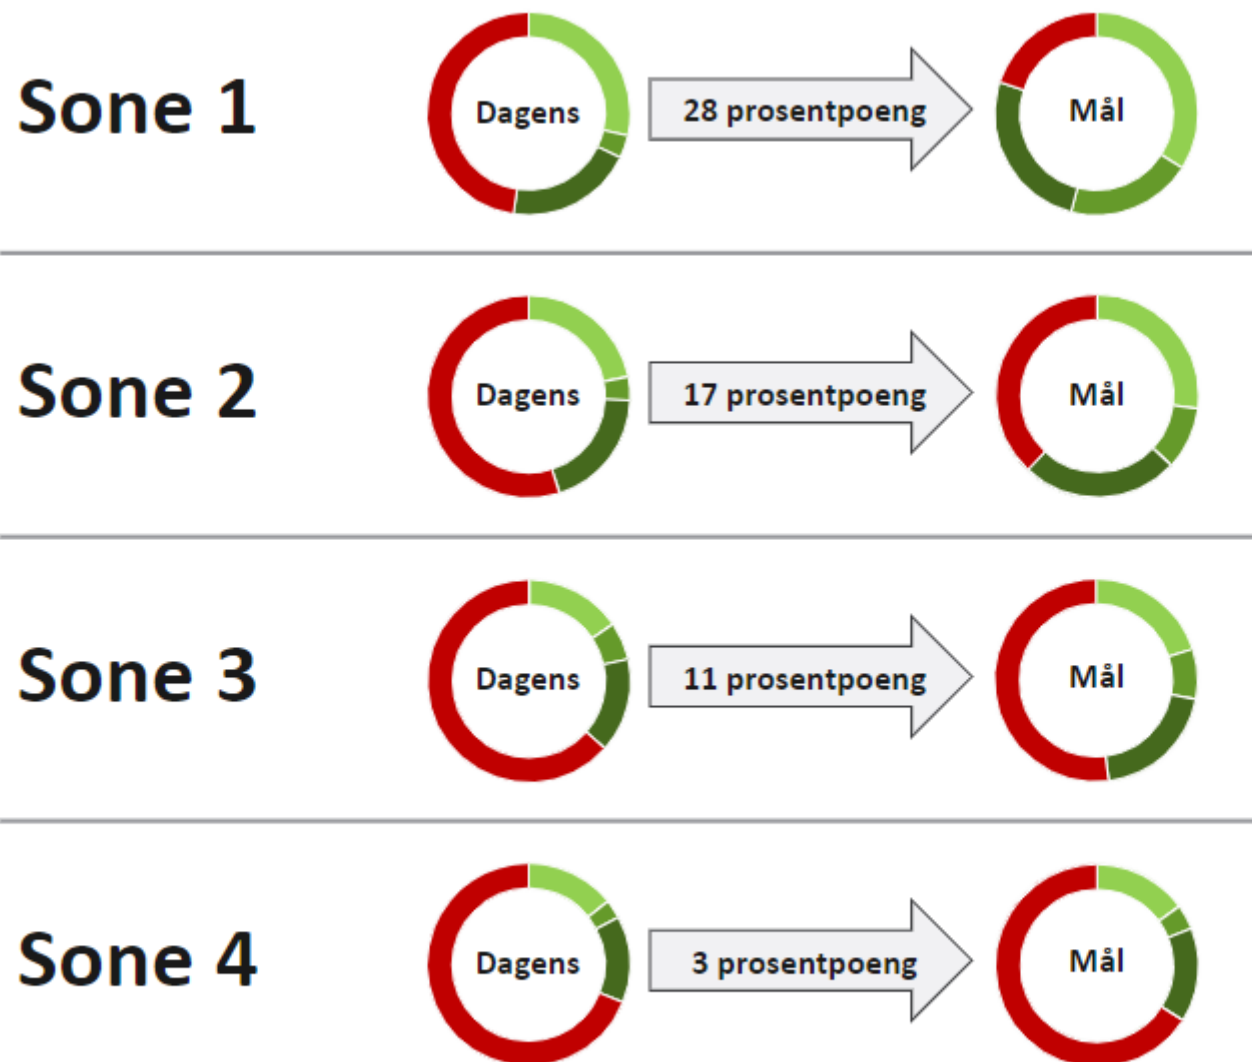 Sone 1
Dagens
28 prosentpoeng
Mål
Sone 2
Dagens
17 prosentpoeng
Mål
Sone 3
Dagens
11 prosentpoeng
Mål
Sone 4
Dagens
3 prosentpoeng
Mål